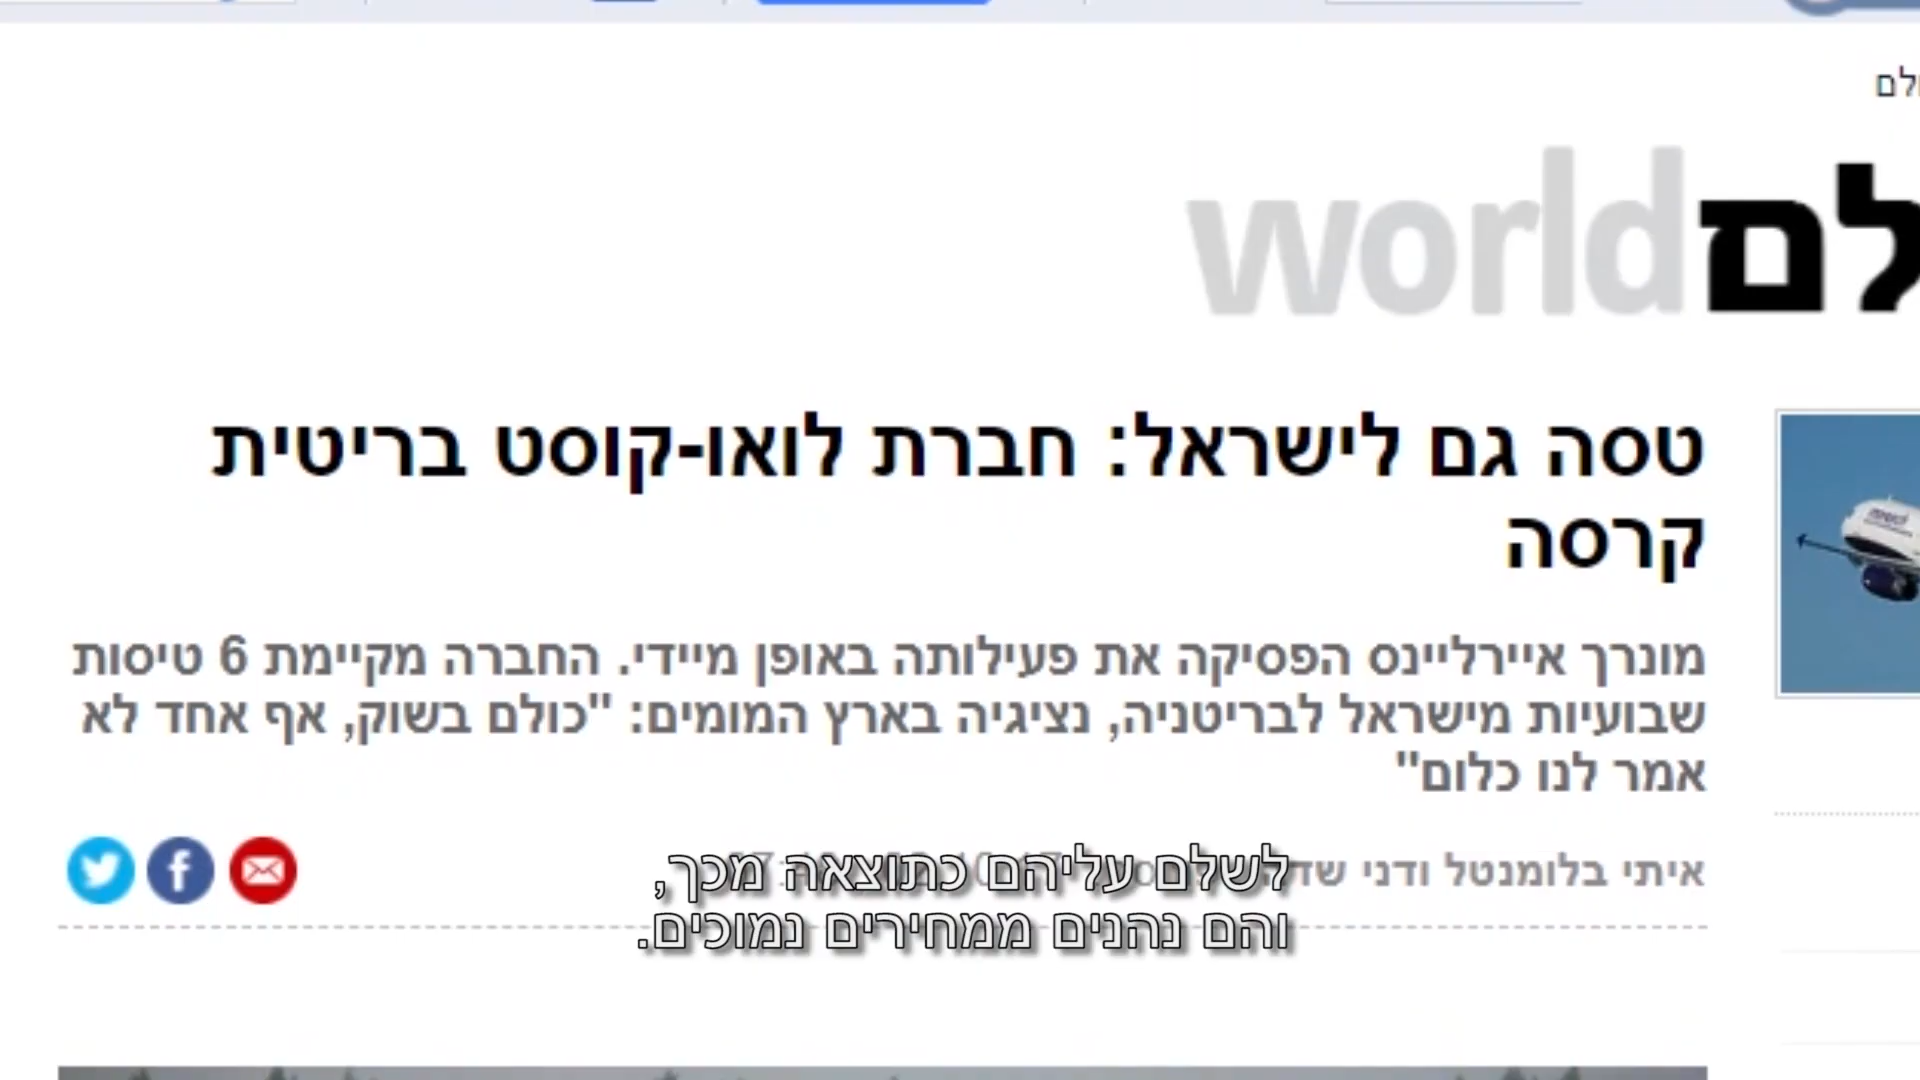 world
טסה גם לישראל: חברת לואו-קוסט בריטית
קרסה
מונרך איירליינס הפסיקה את פעילותה באופן מיידי. החברה מקיימת 6 טיסות
שבועיות מישראל לבריטניה, נציגיה בארץ המומים: "כולם בשוק, אף אחד לא
אמר לנו כלום"
איתי בלומנטל ודני
לשלם עליהם כתוצאה מכך,
והם נהנים ממחירים נמוכים.